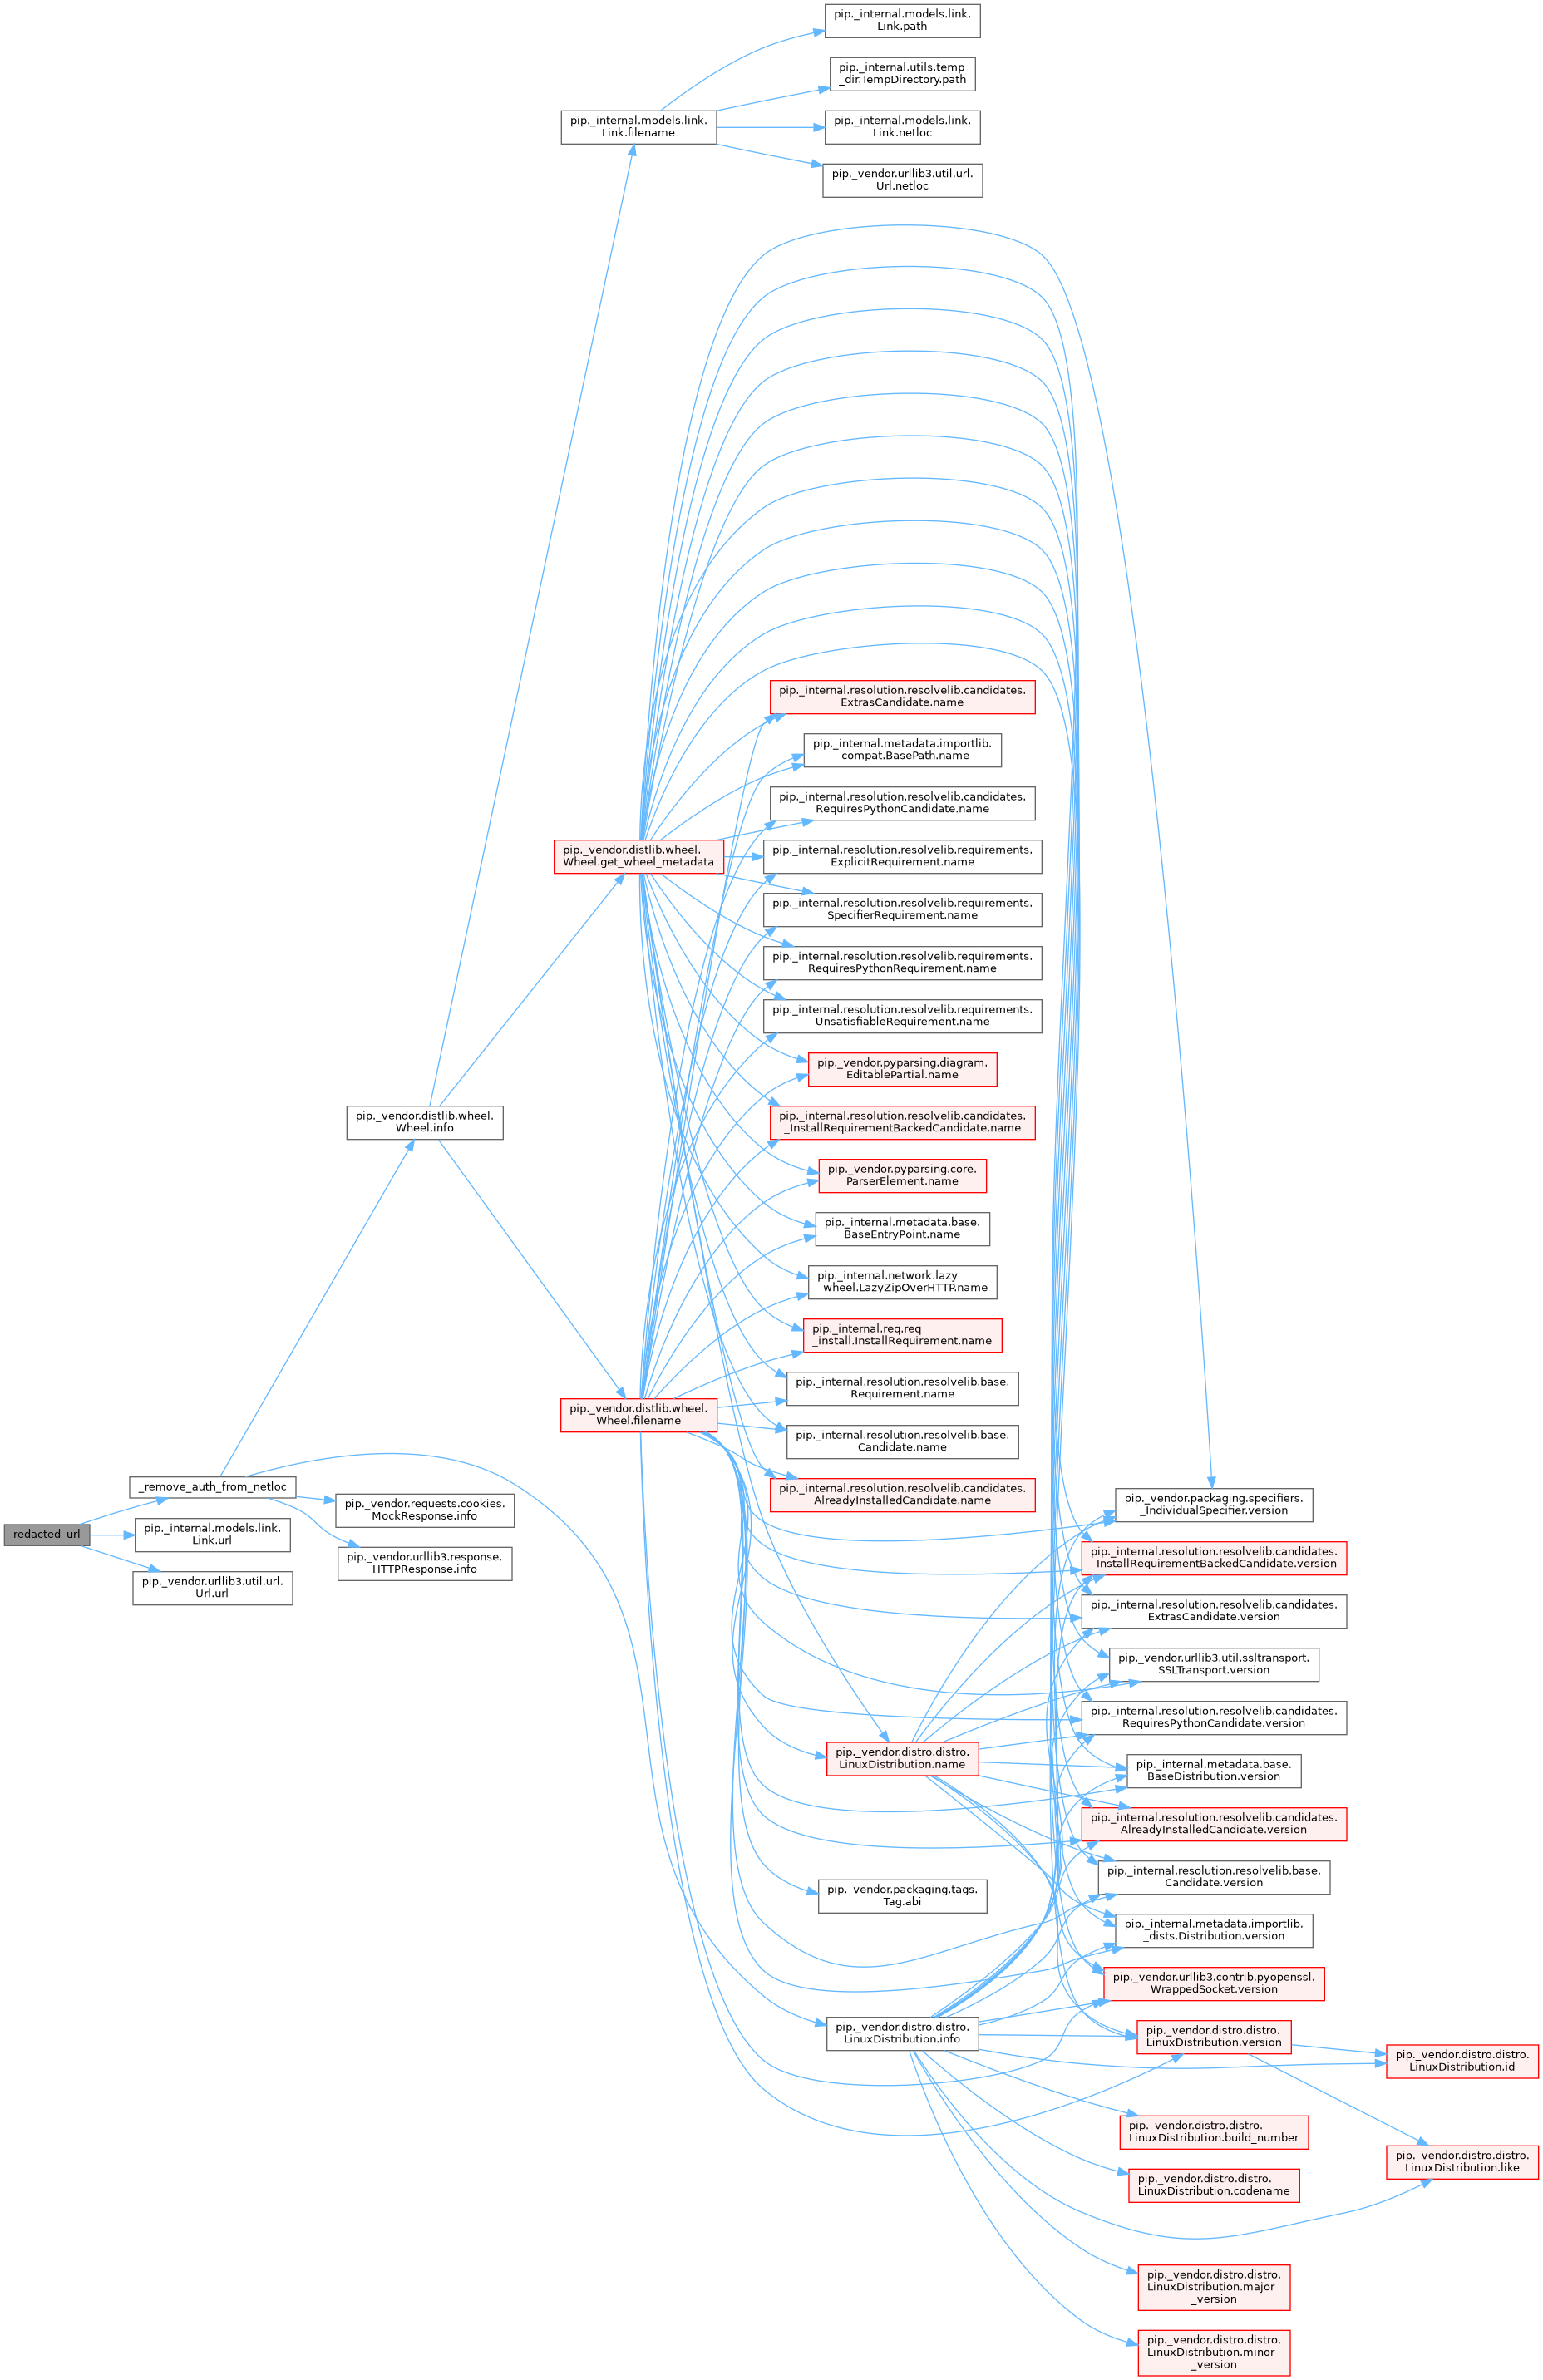 pip._internal.models.link.
Link.path
pip._internal.utils.temp
_dir.TempDirectory.path
pip._internal.models.link.
Link.filename
pip._internal.models.link.
Link.netloc
pip._vendor.urllib3.util.url.
Url.netloc
pip._internal.resolution.resolvelib.candidates.
ExtrasCandidate.name
pip._internal.metadata.importlib.
_compat.BasePath.name
pip._internal.resolution.resolvelib.candidates.
RequiresPythonCandidate.name
pip._vendor.distlib.wheel.
Wheel.get_wheel_metadata
pip._internal.resolution.resolvelib.requirements.
ExplicitRequirement.name
pip._internal.resolution.resolvelib.requirements.
SpecifierRequirement.name
pip._internal.resolution.resolvelib.requirements.
RequiresPythonRequirement.name
pip._internal.resolution.resolvelib.requirements.
UnsatisfiableRequirement.name
pip._vendor.pyparsing.diagram.
EditablePartial.name
pip._vendor.distlib.wheel.
Wheel.info
pip._internal.resolution.resolvelib.candidates.
_InstallRequirementBackedCandidate.name
pip._vendor.pyparsing.core.
ParserElement.name
pip._internal.metadata.base.
BaseEntryPoint.name
pip._internal.network.lazy
_wheel.LazyZipOverHTTP.name
pip._internal.req.req
_install.InstallRequirement.name
pip._internal.resolution.resolvelib.base.
Requirement.name
pip._vendor.distlib.wheel.
Wheel.filename
pip._internal.resolution.resolvelib.base.
Candidate.name
pip._internal.resolution.resolvelib.candidates.
AlreadyInstalledCandidate.name
_remove_auth_from_netloc
pip._vendor.requests.cookies.
MockResponse.info
redacted_url
pip._internal.models.link.
Link.url
pip._vendor.urllib3.response.
HTTPResponse.info
pip._vendor.urllib3.util.url.
Url.url
pip._vendor.packaging.specifiers.
_IndividualSpecifier.version
pip._internal.resolution.resolvelib.candidates.
_InstallRequirementBackedCandidate.version
pip._internal.resolution.resolvelib.candidates.
ExtrasCandidate.version
pip._vendor.urllib3.util.ssltransport.
SSLTransport.version
pip._internal.resolution.resolvelib.candidates.
RequiresPythonCandidate.version
pip._vendor.distro.distro.
LinuxDistribution.name
pip._internal.metadata.base.
BaseDistribution.version
pip._internal.resolution.resolvelib.candidates.
AlreadyInstalledCandidate.version
pip._internal.resolution.resolvelib.base.
Candidate.version
pip._vendor.packaging.tags.
Tag.abi
pip._internal.metadata.importlib.
_dists.Distribution.version
pip._vendor.urllib3.contrib.pyopenssl.
WrappedSocket.version
pip._vendor.distro.distro.
LinuxDistribution.info
pip._vendor.distro.distro.
LinuxDistribution.version
pip._vendor.distro.distro.
LinuxDistribution.id
pip._vendor.distro.distro.
LinuxDistribution.build_number
pip._vendor.distro.distro.
LinuxDistribution.like
pip._vendor.distro.distro.
LinuxDistribution.codename
pip._vendor.distro.distro.
LinuxDistribution.major
_version
pip._vendor.distro.distro.
LinuxDistribution.minor
_version